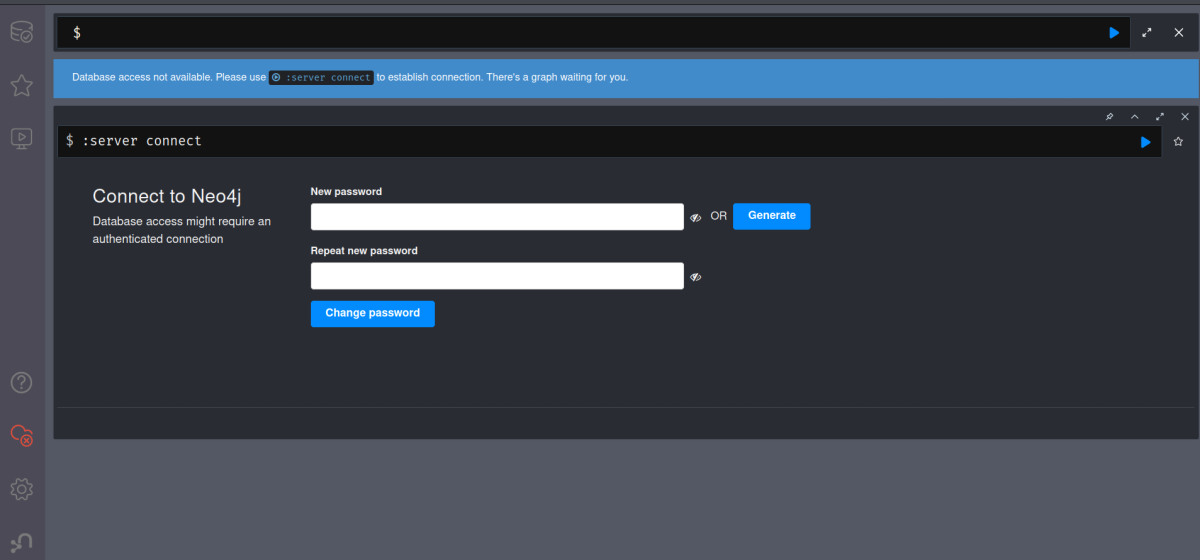 $
Database access not available. Please use :server connect to establish connection. There's a graph waiting for you.
$ :server connect
Connect to Neo4j
Database access might require an
authenticated connection
New password
OR Generate
Repeat new password
Change password